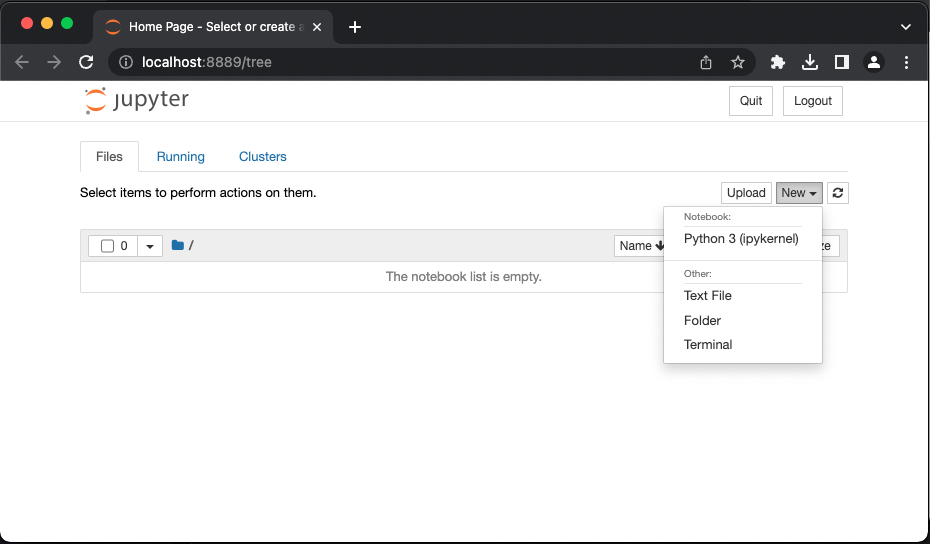 Home Page - Select or create a
localhost:8889/tree
jupyter
Quit
Logout
Files
Running
Clusters
Select items to perform actions on them.
Upload
New
Notebook:
Python 3 (ipykernel)
Other:
Text File
Folder
Terminal
0
/
Name
The notebook list is empty.